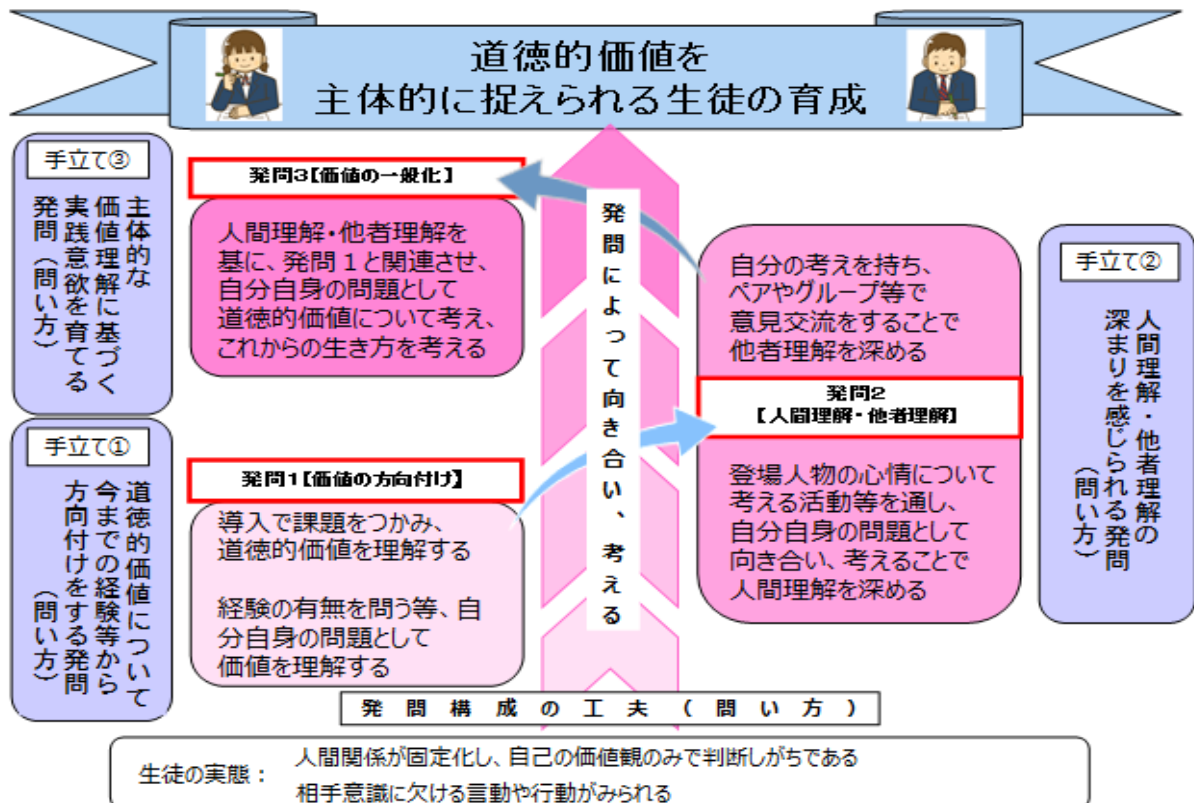 道徳的価値を
主体的に捉えられる生徒の育成
手立て③
主体的な
価値理解に基づく
実践意欲を育てる
発問(問い方)
発問3【価値の一般化】
人間理解・他者理解を
基に、発問1と関連させ、
自分自身の問題として
道徳的価値について考え、
これからの生き方を考える
発問によって向き合い、考える
自分の考えを持ち、
ペアやグループ等で
意見交流をすることで
他者理解を深める
発問2
【人間理解・他者理解】
登場人物の心情について
考える活動等を通し、
自分自身の問題として
向き合い、考えることで
人間理解を深める
手立て②
人間理解・他者理解の
深まりを感じられる発問
(問い方)
手立て①
道徳的価値について
今までの経験等から
方向付けをする発問
(問い方)
発問1【価値の方向付け】
導入で課題をつかみ、
道徳的価値を理解する
経験の有無を問う等、自
分自身の問題として
価値を理解する
発問構成の工夫(問い方)
生徒の実態:
人間関係が固定化し、自己の価値観のみで判断しがちである
相手意識に欠ける言動や行動がみられる